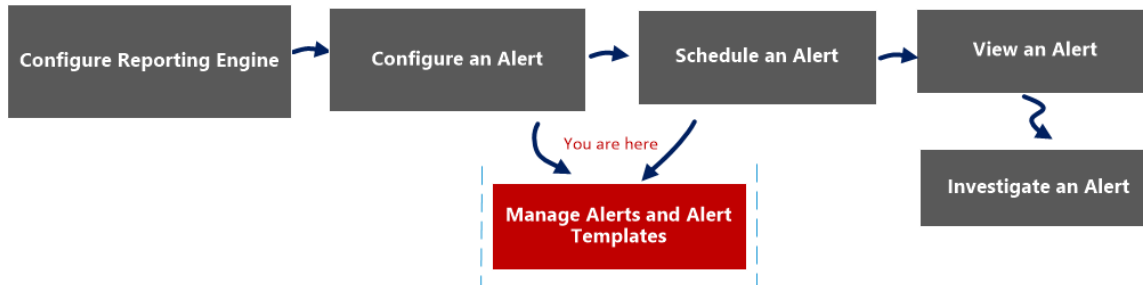 Configure Reporting Engine
Configure an Alert
Schedule an Alert
View an Alert
You are here
Manage Alerts and Alert
Templates
Investigate an Alert